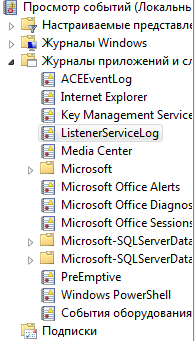 Просмотр событий (Локальны
Настраиваемые представле
Журналы Windows
Журналы приложений и сл
ACEEventLog
Internet Explorer
Key Management Service
ListenerServiceLog
Media Center
Microsoft
Microsoft Office Alerts
Microsoft Office Diagnos
Microsoft Office Sessions
Microsoft-SQLServerData
Microsoft-SQLServerData
PreEmptive
Windows PowerShell
События оборудования
Подписки